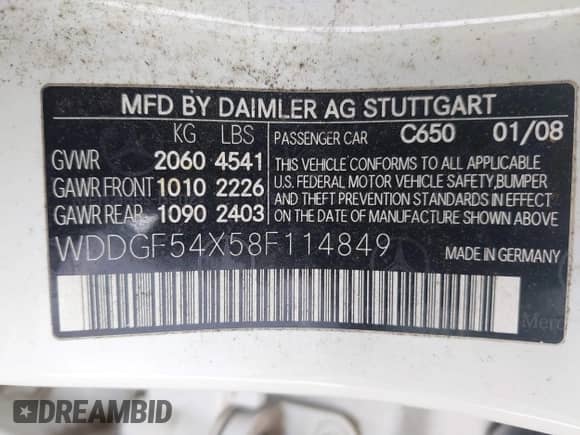 MFD BY DAIMLER AG STUTTGART
KG LBS PASSENGER CAR C650 01/08
GVWR 2060 4541 THIS VEHICLE CONFORMS TO ALL APPLICABLE
GAWR FRONT 1010 2226 U.S. FEDERAL MOTOR VEHICLE SAFETY, BUMPER
GAWR REAR 1090 2403 AND THEFT PREVENTION STANDARDS IN EFFECT
ON THE DATE OF MANUFACTURE SHOWN ABOVE.
WDDGF54X58F114849 MADE IN GERMANY
DREAMBID